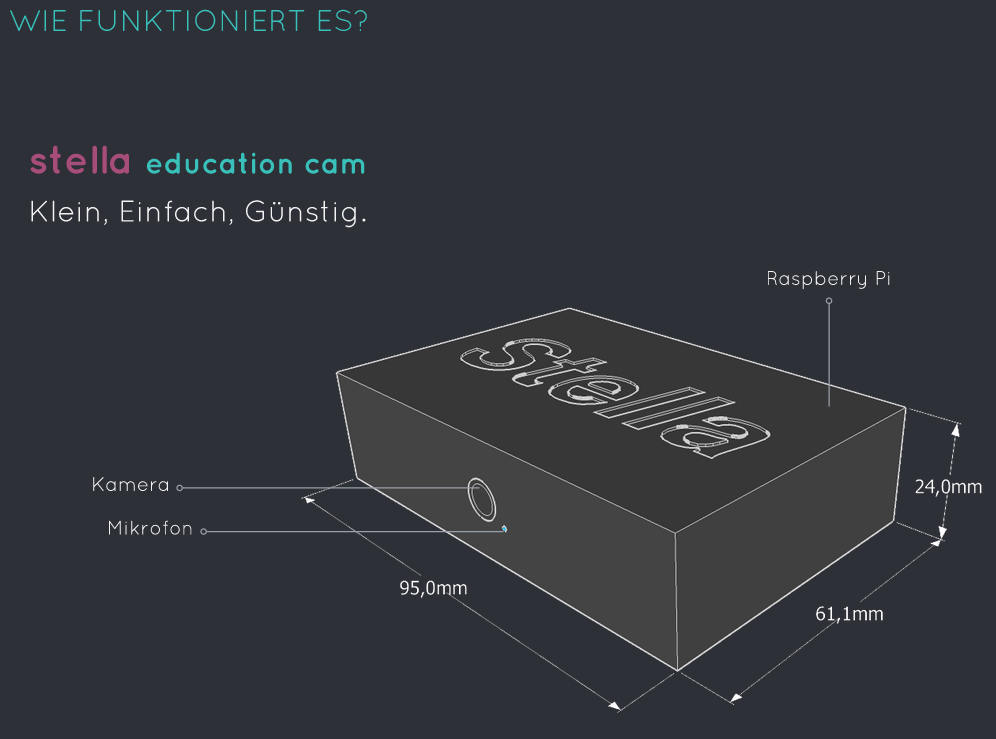 WIE FUNKTIONIERT ES?
stella education cam
Klein, Einfach, Günstig.
Raspberry Pi
stella
Kamera
24,0mm
Mikrofon
95,0mm
61,1mm